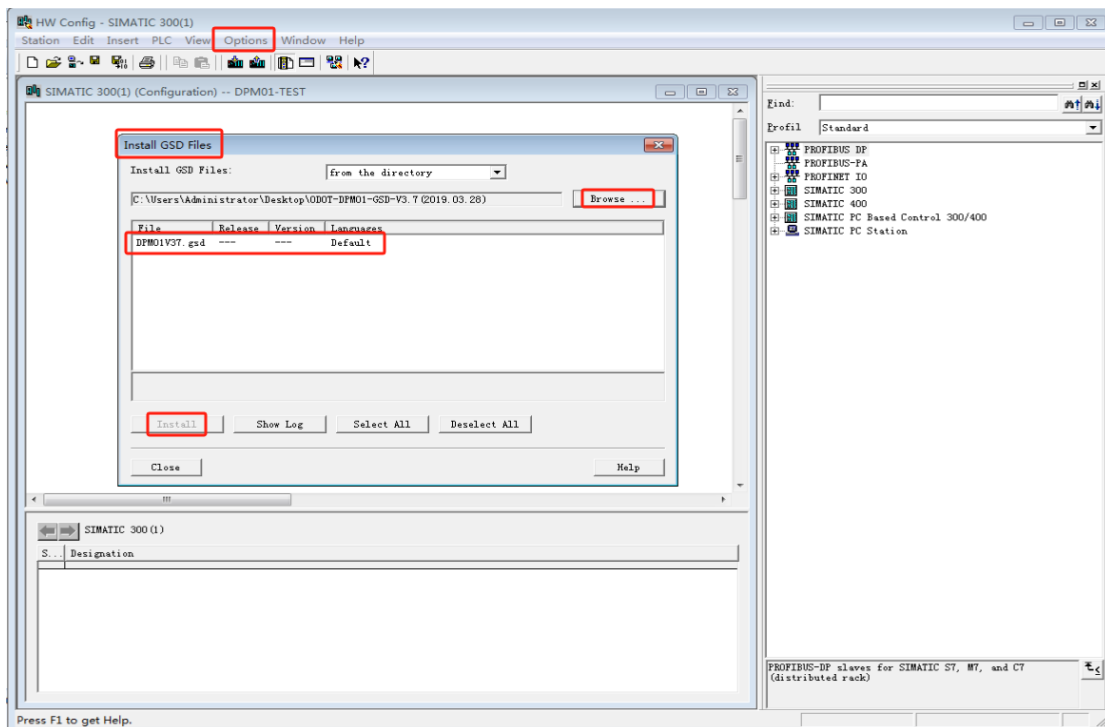 HW Config - SIMATIC 300(1)
Station Edit Insert PLC View Options Window Help
SIMATIC 300(1) (Configuration) -- DPM01-TEST
Install GSD Files
Install GSD Files:
from the directory
C:\Users\Administrator\Desktop\ODOT-DPM01-GSD-V3.7(2019.03.28)
Browse ...
File Release Version Languages
DPM01V37.gsd --- --- Default
Install Show Log Select All Deselect All
Close Help
SIMATIC 300(1)
S... Designation
Find:
Profil Standard
PROFIBUS DP
PROFIBUS-PA
PROFINET IO
SIMATIC 300
SIMATIC 400
SIMATIC PC Based Control 300/400
SIMATIC PC Station
PROFIBUS-DP slaves for SIMATIC S7, M7, and C7
(distributed rack)
Press F1 to get Help.